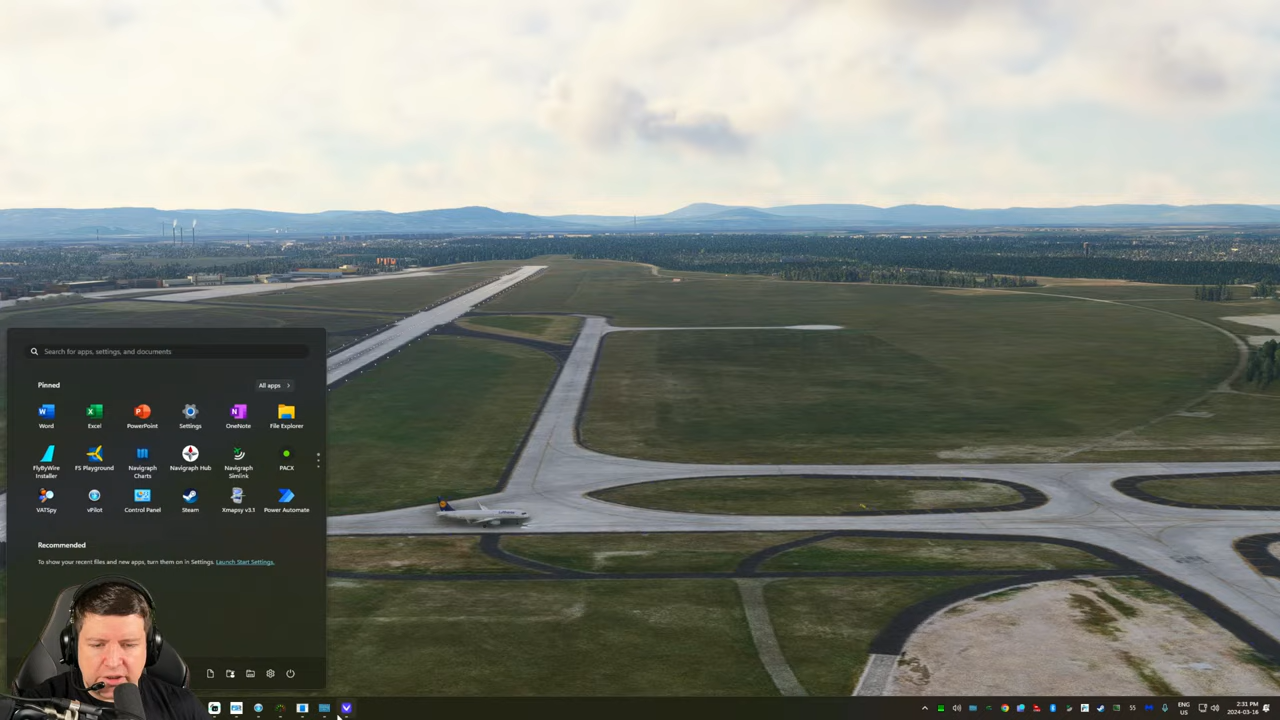 Search for apps, settings, and documents
Pinned
All apps
Word
Excel
PowerPoint
Settings
OneNote
File Explorer
FlyByWire Installer
FS Playground
Navigraph Charts
Navigraph Hub
Navigraph Simlink
PACX
VATSpy
vPilot
Control Panel
Steam
Xmapsy v3.1
Power Automate
Recommended
To show your recent files and new apps, turn them on in Settings. Launch Start Settings.
55
ENG
US
2:31 PM
2024-03-16